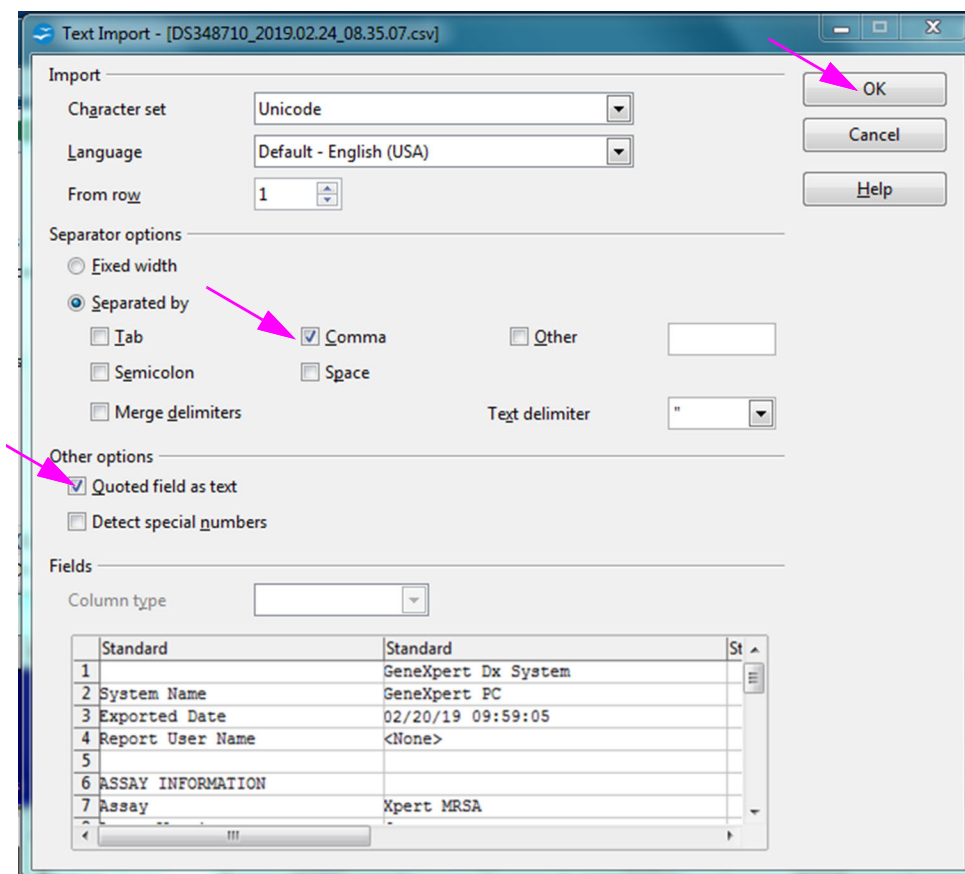 Text Import - [DS348710_2019.02.24_08.35.07.csv]
Import
OK
Character set Unicode
Cancel
Language Default - English (USA)
Help
From row 1
Separator options
Fixed width
Separated by
Tab Comma Other
Semicolon Space
Merge delimiters Text delimiter "
Other options
Quoted field as text
Detect special numbers
Fields
Column type
Standard Standard St
1 GeneXpert Dx System
2 System Name GeneXpert PC
3 Exported Date 02/20/19 09:59:05
4 Report User Name <None>
5
6 ASSAY INFORMATION
7 Assay Xpert MRSA